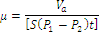 μ = V_a / [S(P_1 − P_2)t]